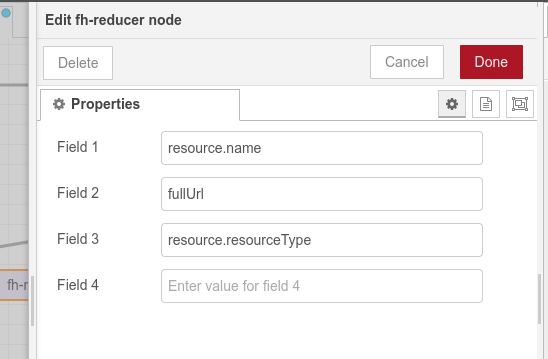 Edit fh-reducer node
Delete
Cancel
Done
Properties
Field 1
resource.name
Field 2
fullUrl
Field 3
resource.resourceType
Field 4
Enter value for field 4
fh-r